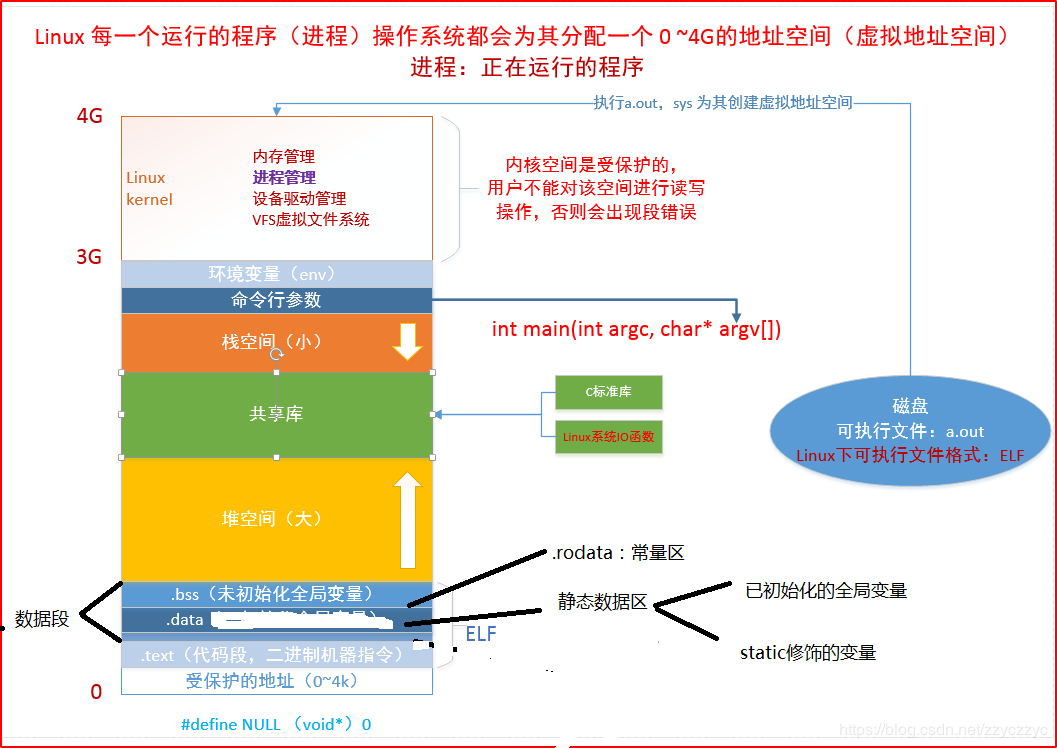 Linux 每一个运行的程序（进程）操作系统都会为其分配一个 0 ~4G的地址空间（虚拟地址空间）
进程：正在运行的程序
执行a.out，sys 为其创建虚拟地址空间
4G
Linux
kernel
内存管理
进程管理
设备驱动管理
VFS虚拟文件系统
内核空间是受保护的，
用户不能对该空间进行读写
操作，否则会出现段错误
3G
环境变量（env）
命令行参数
int main(int argc, char* argv[])
栈空间（小）
共享库
C标准库
Linux系统IO函数
磁盘
可执行文件：a.out
Linux下可执行文件格式：ELF
堆空间（大）
.rodata：常量区
.bss（未初始化全局变量）
数据段
.data
静态数据区
已初始化的全局变量
static修饰的变量
ELF
.text（代码段，二进制机器指令）
受保护的地址（0~4k）
0
#define NULL （void*）0
https://blog.csdn.net/zzyczzyc